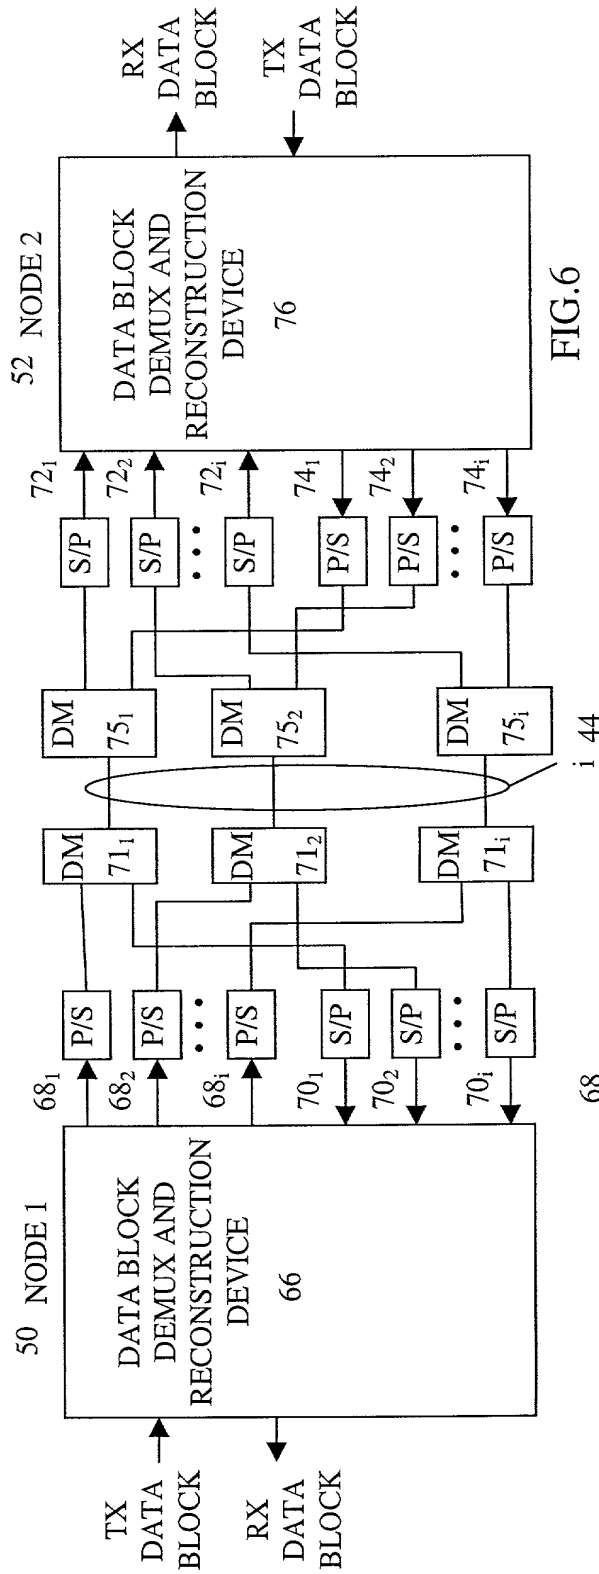 50 NODE 1
TX
DATA
BLOCK
RX
DATA
BLOCK
DATA BLOCK
DEMUX AND
RECONSTRUCTION
DEVICE
66
68₁
68₂
68ᵢ
70₁
70₂
70ᵢ
P/S
P/S
• • •
P/S
S/P
S/P
• • •
S/P
DM
71₁
DM
71₂
DM
71ᵢ
i 44
DM
75₁
DM
75₂
DM
75ᵢ
S/P
S/P
• • •
S/P
P/S
P/S
• • •
P/S
72₁
72₂
72ᵢ
74₁
74₂
74ᵢ
52 NODE 2
DATA BLOCK
DEMUX AND
RECONSTRUCTION
DEVICE
76
RX
DATA
BLOCK
TX
DATA
BLOCK
FIG.6
68